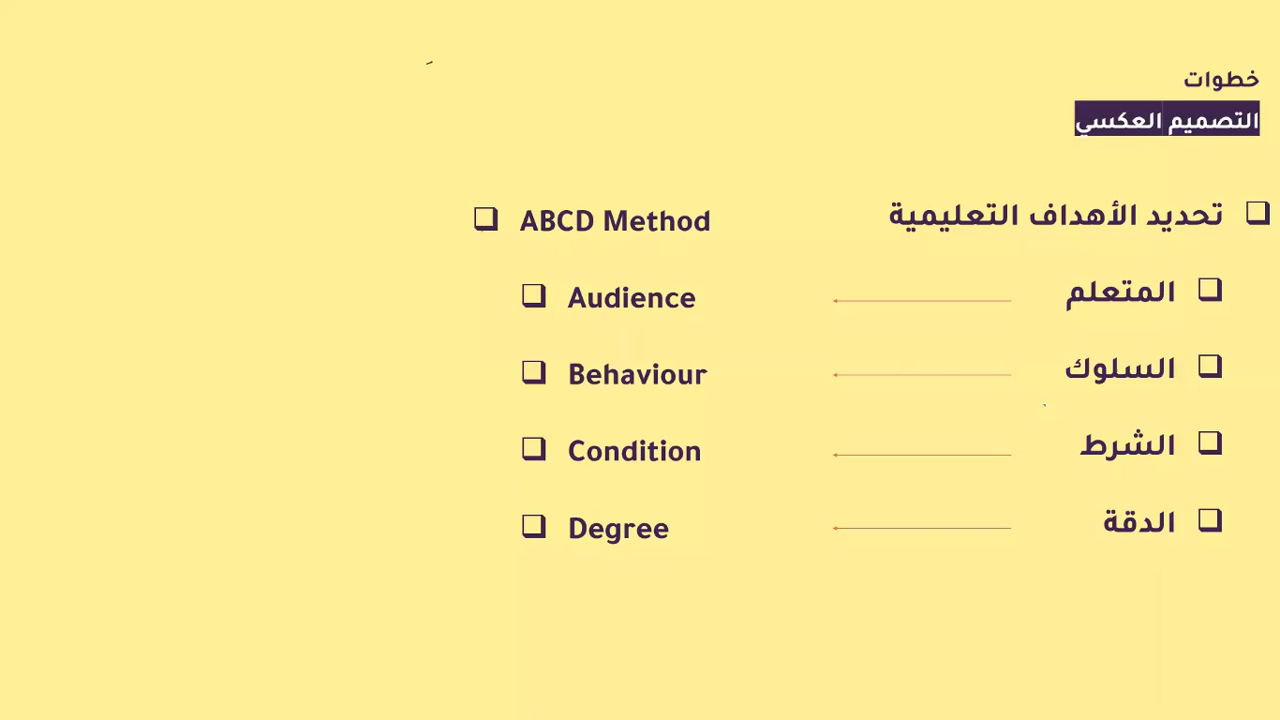 خطوات
التصميم العكسي
تحديد الأهداف التعليمية
المتعلم
السلوك
الشرط
الدقة
ABCD Method
Audience
Behaviour
Condition
Degree